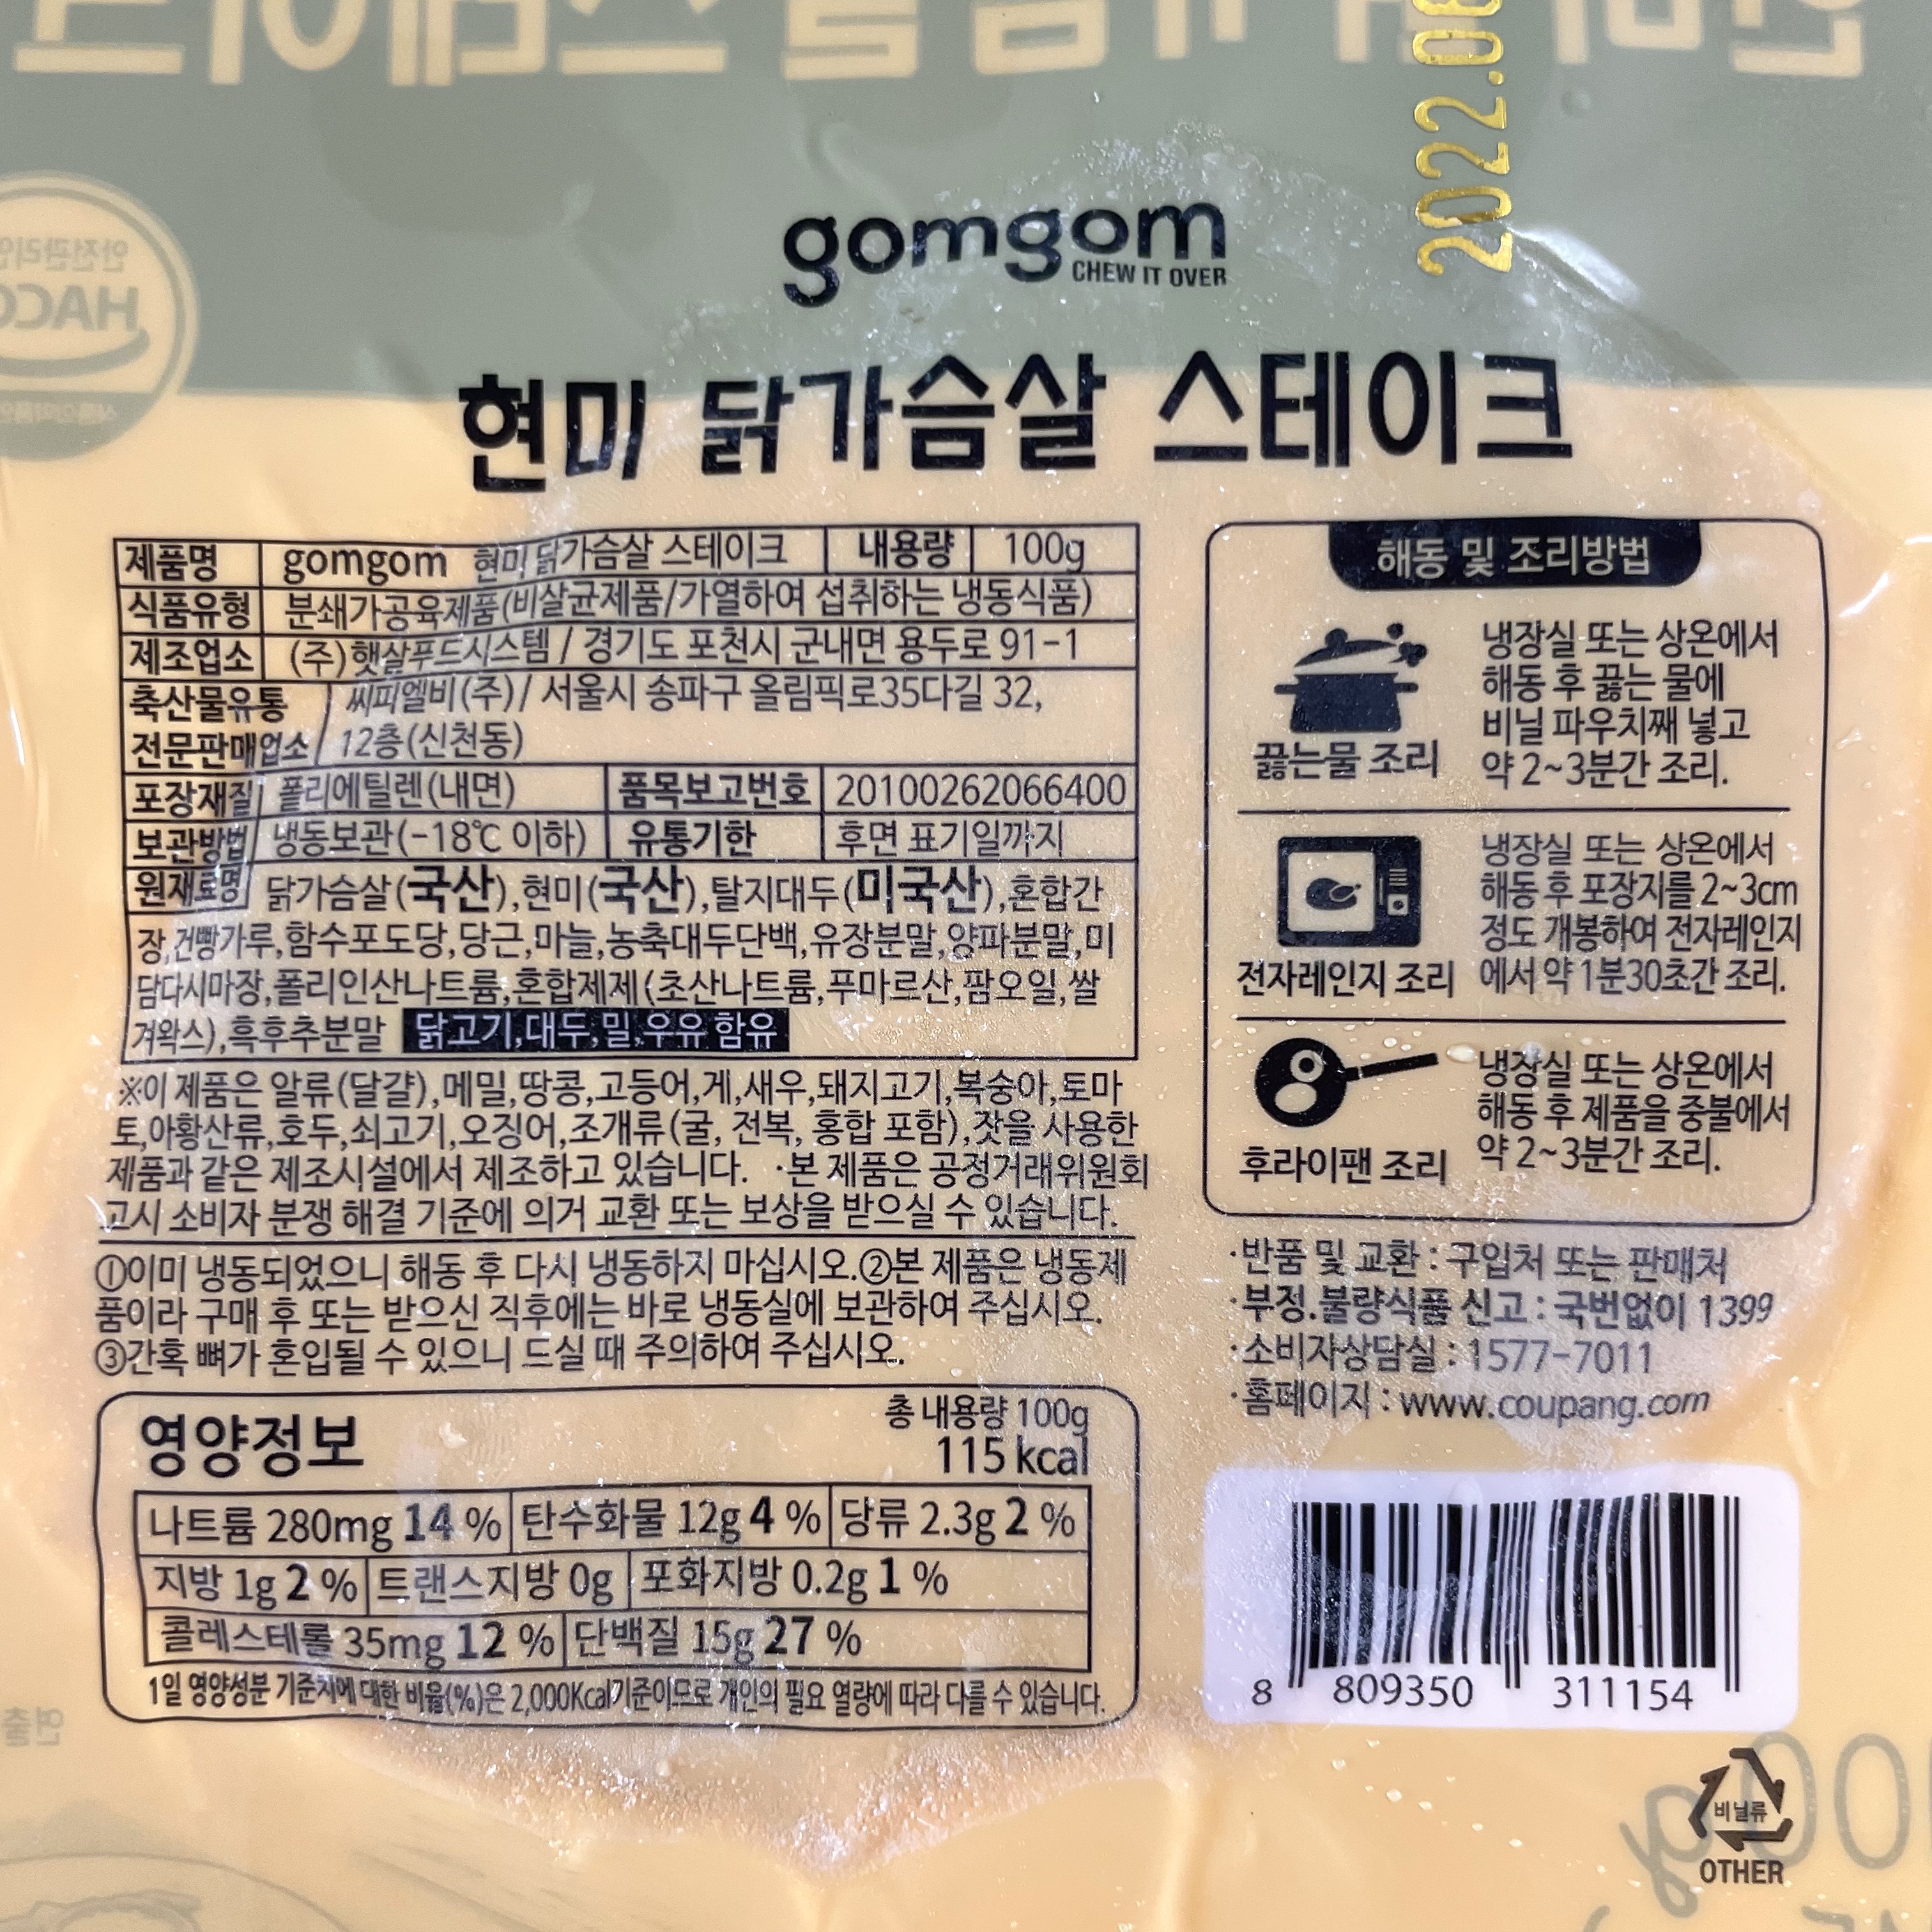 2022.08
gomgom
CHEW IT OVER
현미 닭가슴살 스테이크
제품명 gomgom 현미 닭가슴살 스테이크 내용량 100g
식품유형 분쇄가공육제품(비살균제품/가열하여 섭취하는 냉동식품)
제조업소 (주)햇살푸드시스템 / 경기도 포천시 군내면 용두로 91-1
축산물유통 전문판매업소 씨피엘비(주)/ 서울시 송파구 올림픽로35다길 32,
12층(신천동)
포장재질 폴리에틸렌(내면) 품목보고번호 20100262066400
보관방법 냉동보관(-18℃ 이하) 유통기한 후면 표기일까지
원재료명 닭가슴살(국산),현미(국산),탈지대두(미국산),혼합간
장,건빵가루,함수포도당,당근,마늘,농축대두단백,유장분말,양파분말,미
담다시마장,폴리인산나트륨,혼합제제(초산나트륨,푸마르산,팜오일,쌀
겨왁스),흑후추분말 닭고기,대두,밀,우유 함유
※이 제품은 알류(달걀),메밀,땅콩,고등어,게,새우,돼지고기,복숭아,토마
토,아황산류,호두,쇠고기,오징어,조개류(굴, 전복, 홍합 포함),잣을 사용한
제품과 같은 제조시설에서 제조하고 있습니다. ·본 제품은 공정거래위원회
고시 소비자 분쟁 해결 기준에 의거 교환 또는 보상을 받으실 수 있습니다.
①이미 냉동되었으니 해동 후 다시 냉동하지 마십시오.②본 제품은 냉동제
품이라 구매 후 또는 받으신 직후에는 바로 냉동실에 보관하여 주십시오.
③간혹 뼈가 혼입될 수 있으니 드실 때 주의하여 주십시오.
영양정보
총 내용량 100g
115 kcal
나트륨 280mg 14 % 탄수화물 12g 4 % 당류 2.3g 2 %
지방 1g 2 % 트랜스지방 0g 포화지방 0.2g 1 %
콜레스테롤 35mg 12 % 단백질 15g 27 %
1일 영양성분 기준치에 대한 비율(%)은 2,000Kcal기준이므로 개인의 필요 열량에 따라 다를 수 있습니다.
해동 및 조리방법
끓는물 조리
냉장실 또는 상온에서
해동 후 끓는 물에
비닐 파우치째 넣고
약 2~3분간 조리.
전자레인지 조리
냉장실 또는 상온에서
해동 후 포장지를 2~3cm
정도 개봉하여 전자레인지
에서 약 1분30초간 조리.
후라이팬 조리
냉장실 또는 상온에서
해동 후 제품을 중불에서
약 2~3분간 조리.
·반품 및 교환 : 구입처 또는 판매처
·부정.불량식품 신고 : 국번없이 1399
·소비자상담실 : 1577-7011
·홈페이지 : www.coupang.com
8 809350 311154
비닐류
OTHER